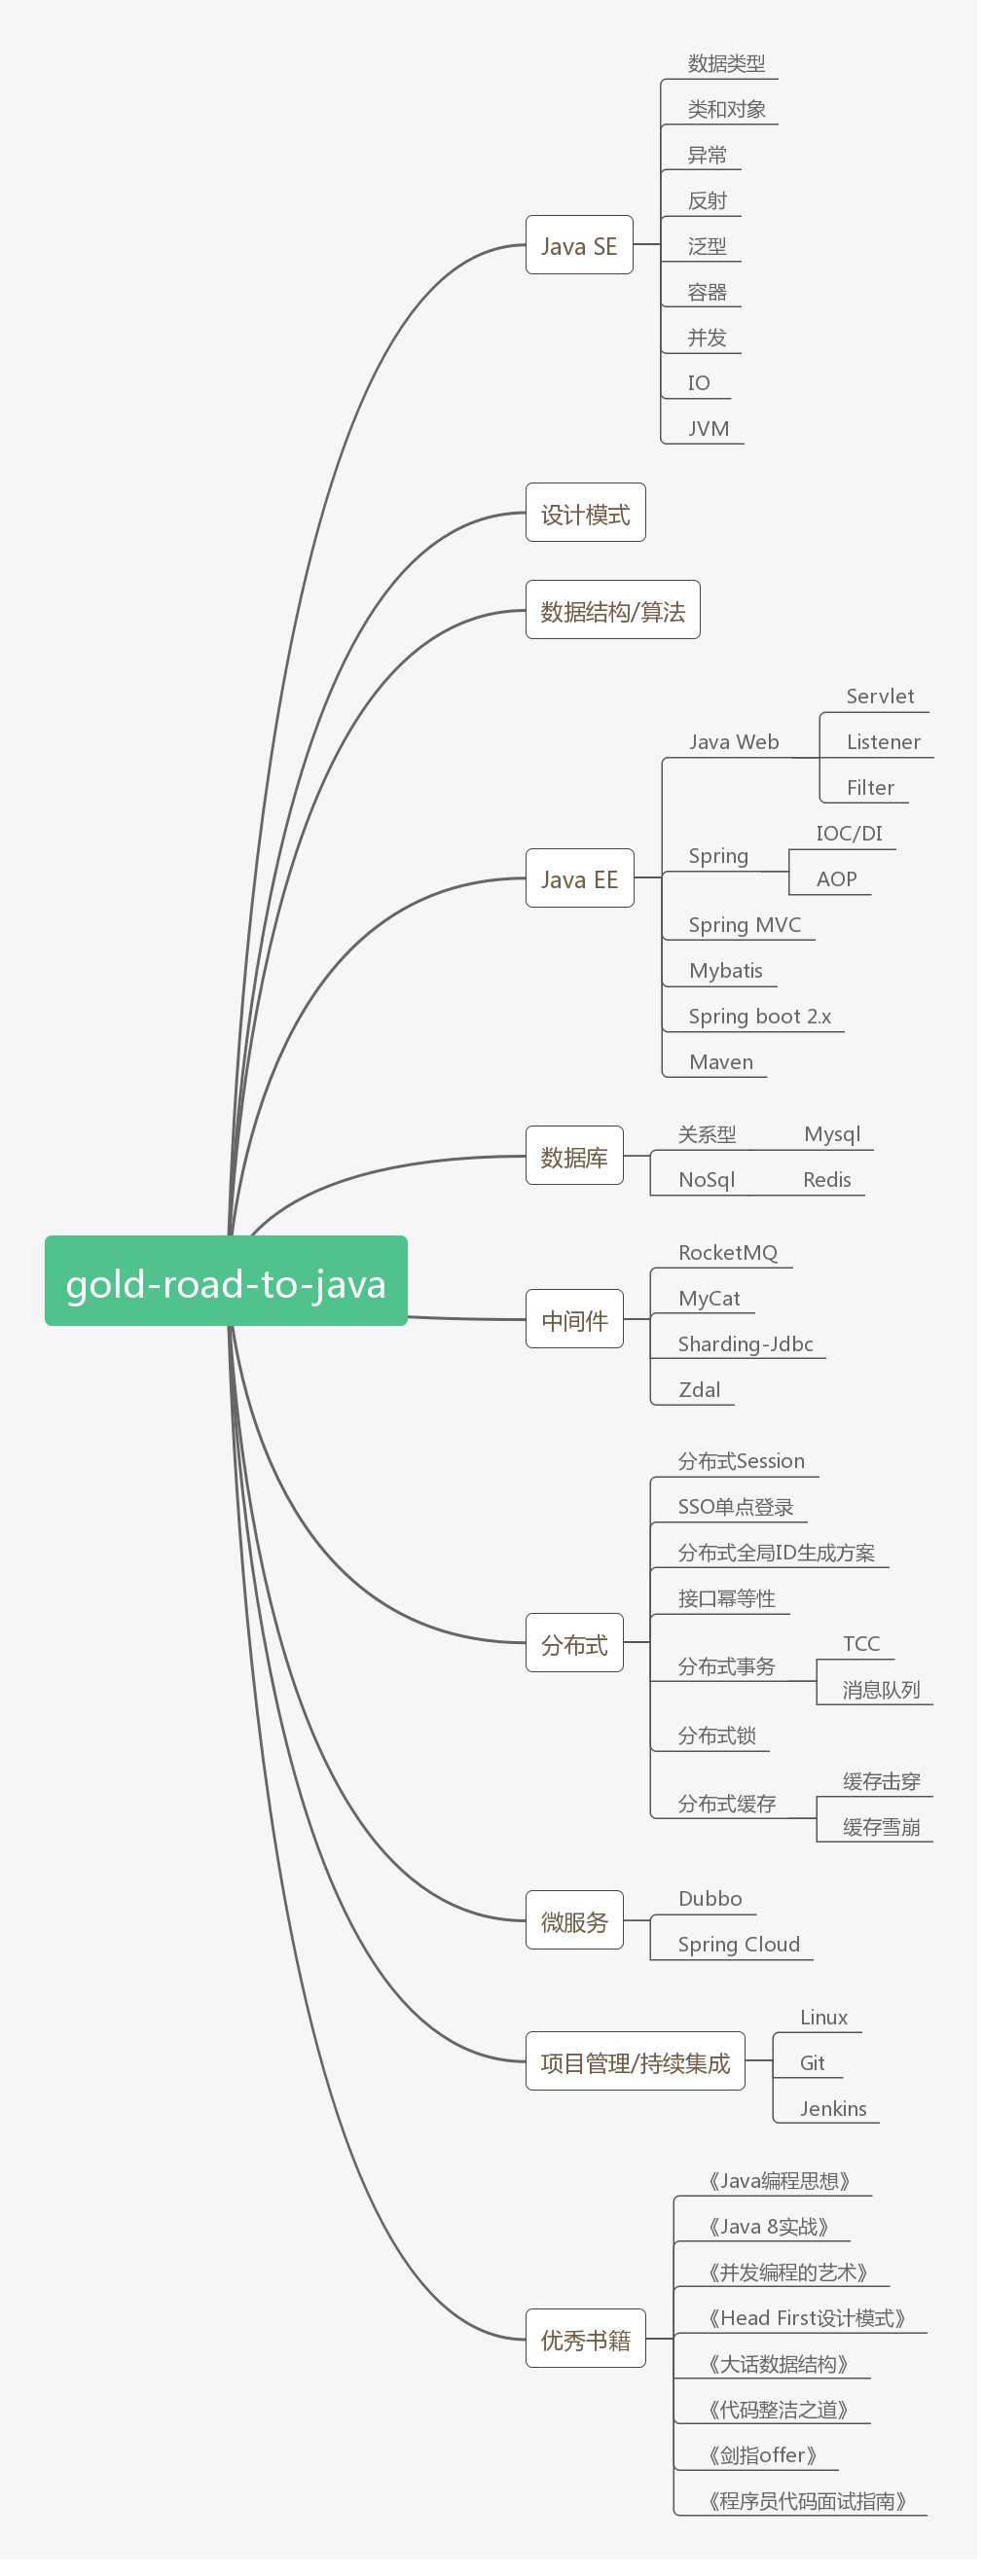 数据类型
类和对象
异常
反射
Java SE
泛型
容器
并发
IO
JVM
设计模式
数据结构/算法
Servlet
Java Web
Listener
Filter
IOC/DI
Spring
Java EE
AOP
Spring MVC
Mybatis
Spring boot 2.x
Maven
关系型
Mysql
数据库
NoSql
Redis
gold-road-to-java
RocketMQ
MyCat
中间件
Sharding-Jdbc
Zdal
分布式Session
SSO单点登录
分布式全局ID生成方案
接口幂等性
分布式
TCC
分布式事务
消息队列
分布式锁
缓存击穿
分布式缓存
缓存雪崩
Dubbo
微服务
Spring Cloud
Linux
项目管理/持续集成
Git
Jenkins
《Java编程思想》
《Java 8实战》
《并发编程的艺术》
《Head First设计模式》
优秀书籍
《大话数据结构》
《代码整洁之道》
《剑指offer》
《程序员代码面试指南》